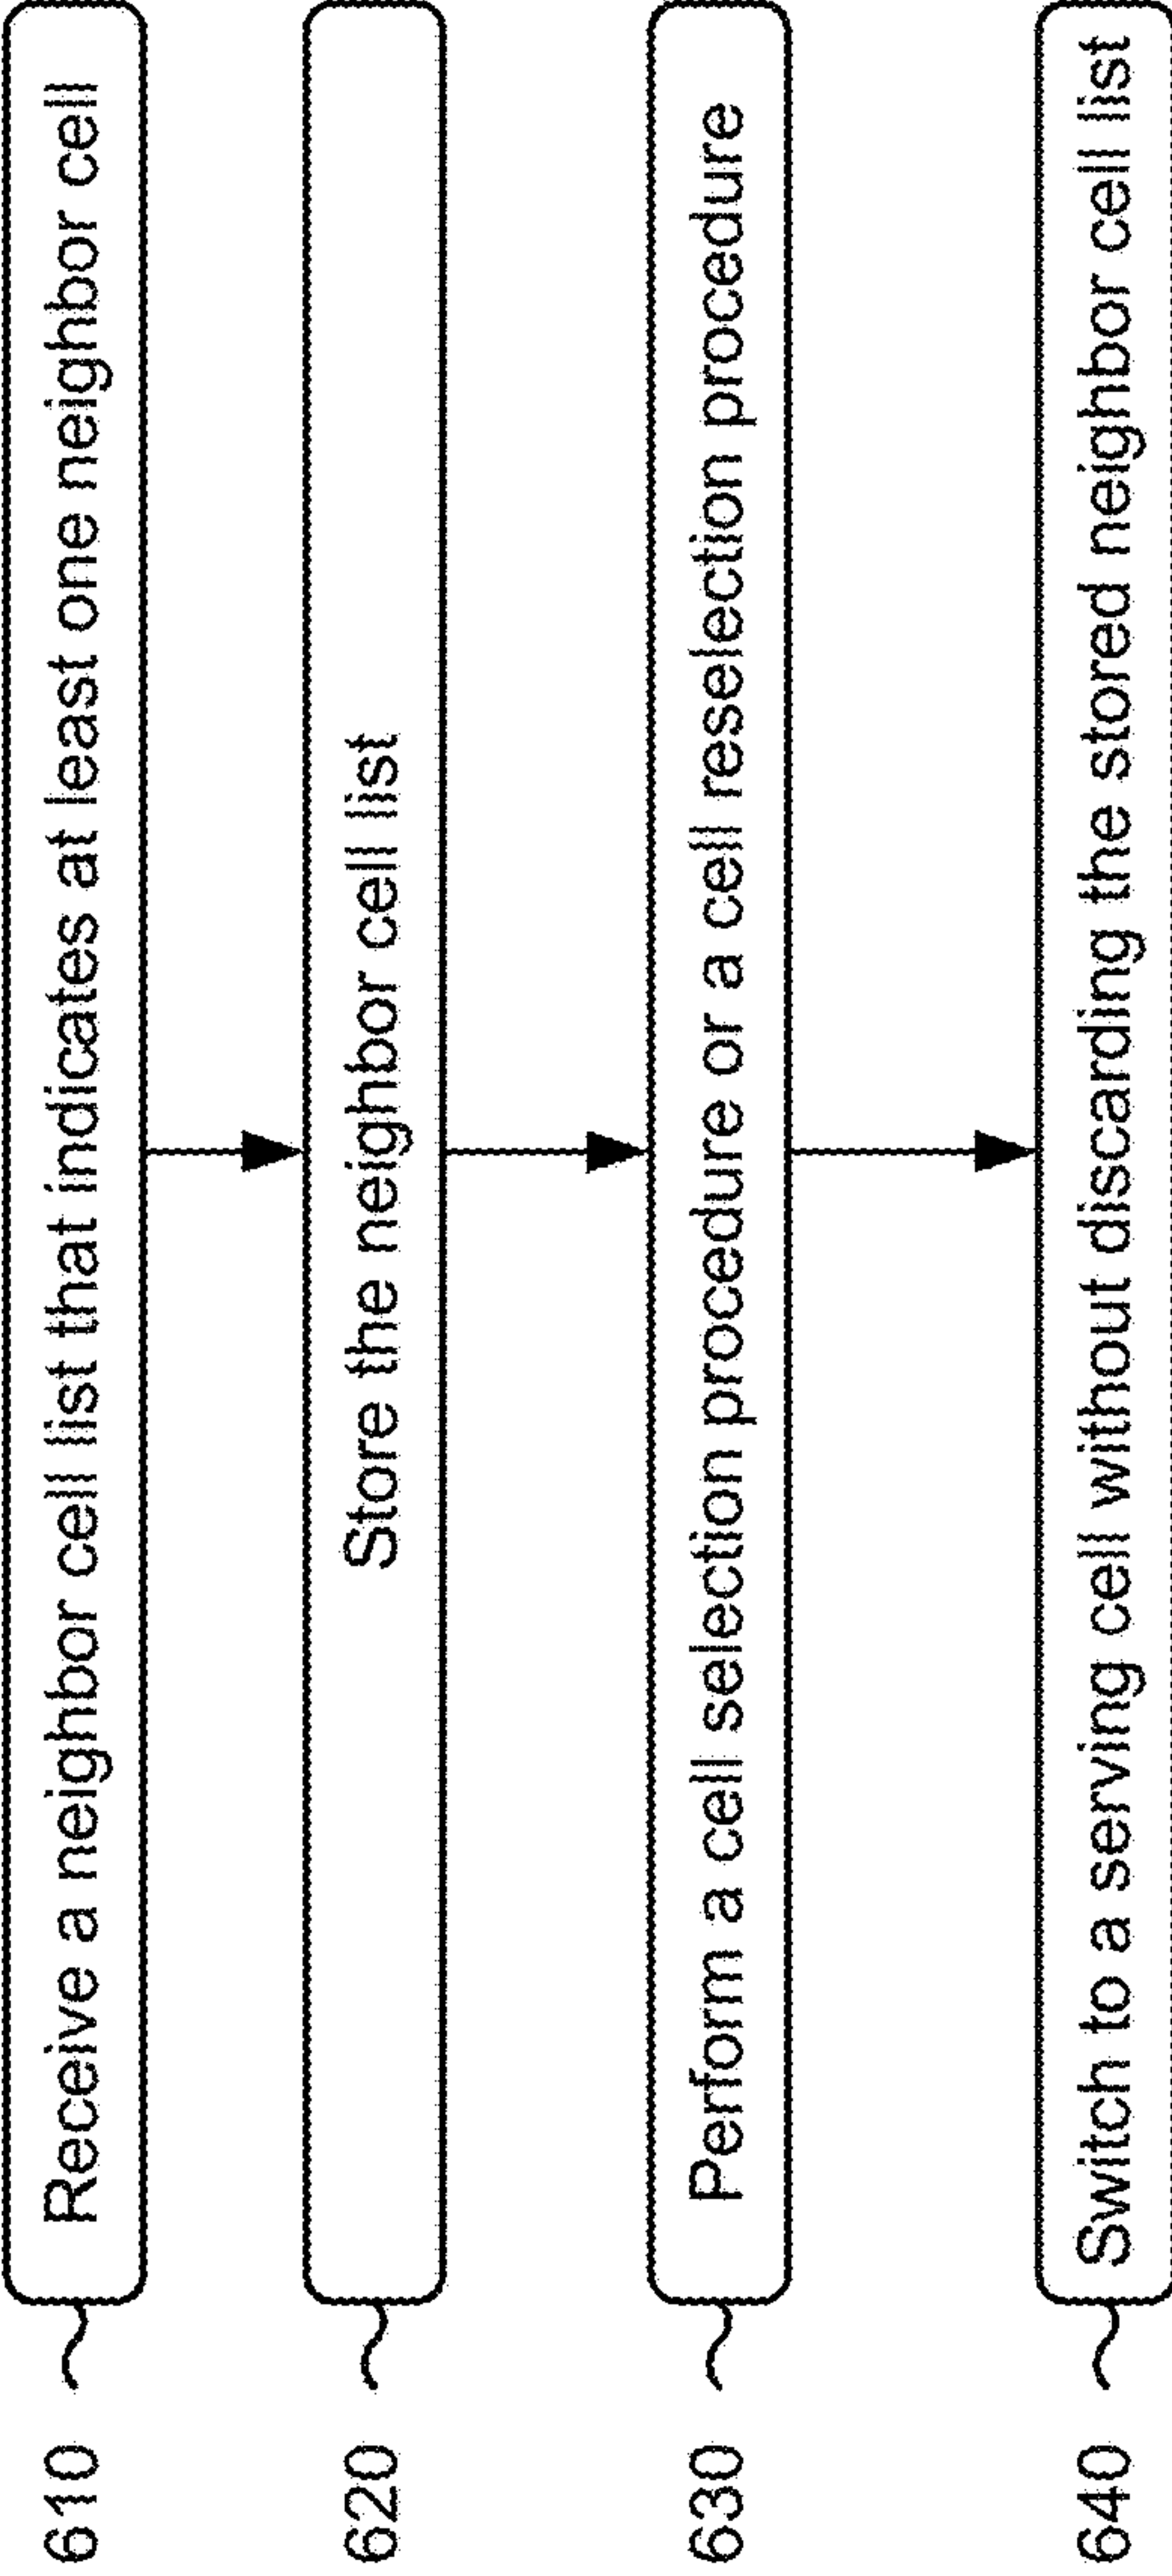 610
Receive a neighbor cell list that indicates at least one neighbor cell
620
Store the neighbor cell list
630
Perform a cell selection procedure or a cell reselection procedure
640
Switch to a serving cell without discarding the stored neighbor cell list